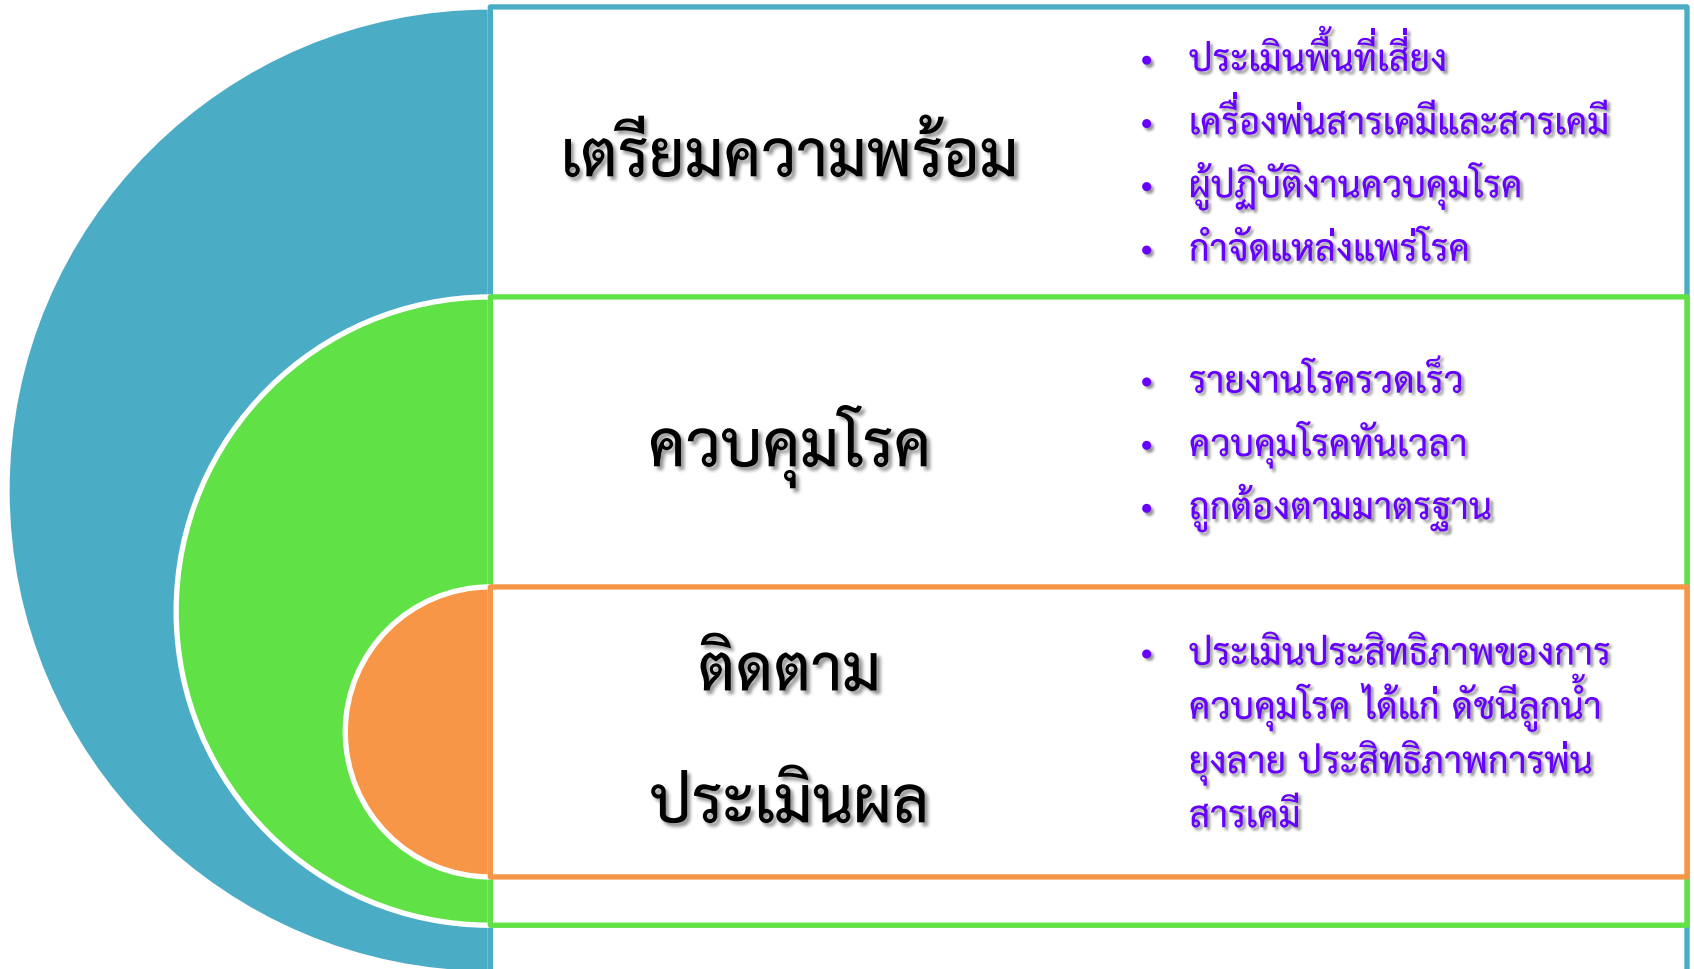 เตรียมความพร้อม
• ประเมินพื้นที่เสี่ยง
• เครื่องพ่นสารเคมีและสารเคมี
• ผู้ปฏิบัติงานควบคุมโรค
• กำจัดแหล่งแพร่โรค
ควบคุมโรค
• รายงานโรครวดเร็ว
• ควบคุมโรคทันเวลา
• ถูกต้องตามมาตรฐาน
ติดตาม
ประเมินผล
• ประเมินประสิทธิภาพของการ
ควบคุมโรค ได้แก่ ดัชนีลูกน้ำ
ยุงลาย ประสิทธิภาพการพ่น
สารเคมี